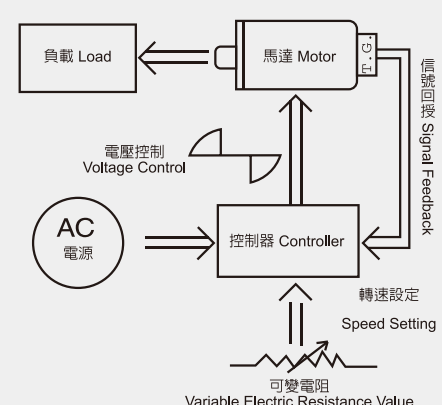 負載 Load
馬達 Motor
T.G.
信號回授 Signal Feedback
電壓控制
Voltage Control
AC
電源
控制器 Controller
轉速設定
Speed Setting
可變電阻
Variable Electric Resistance Value